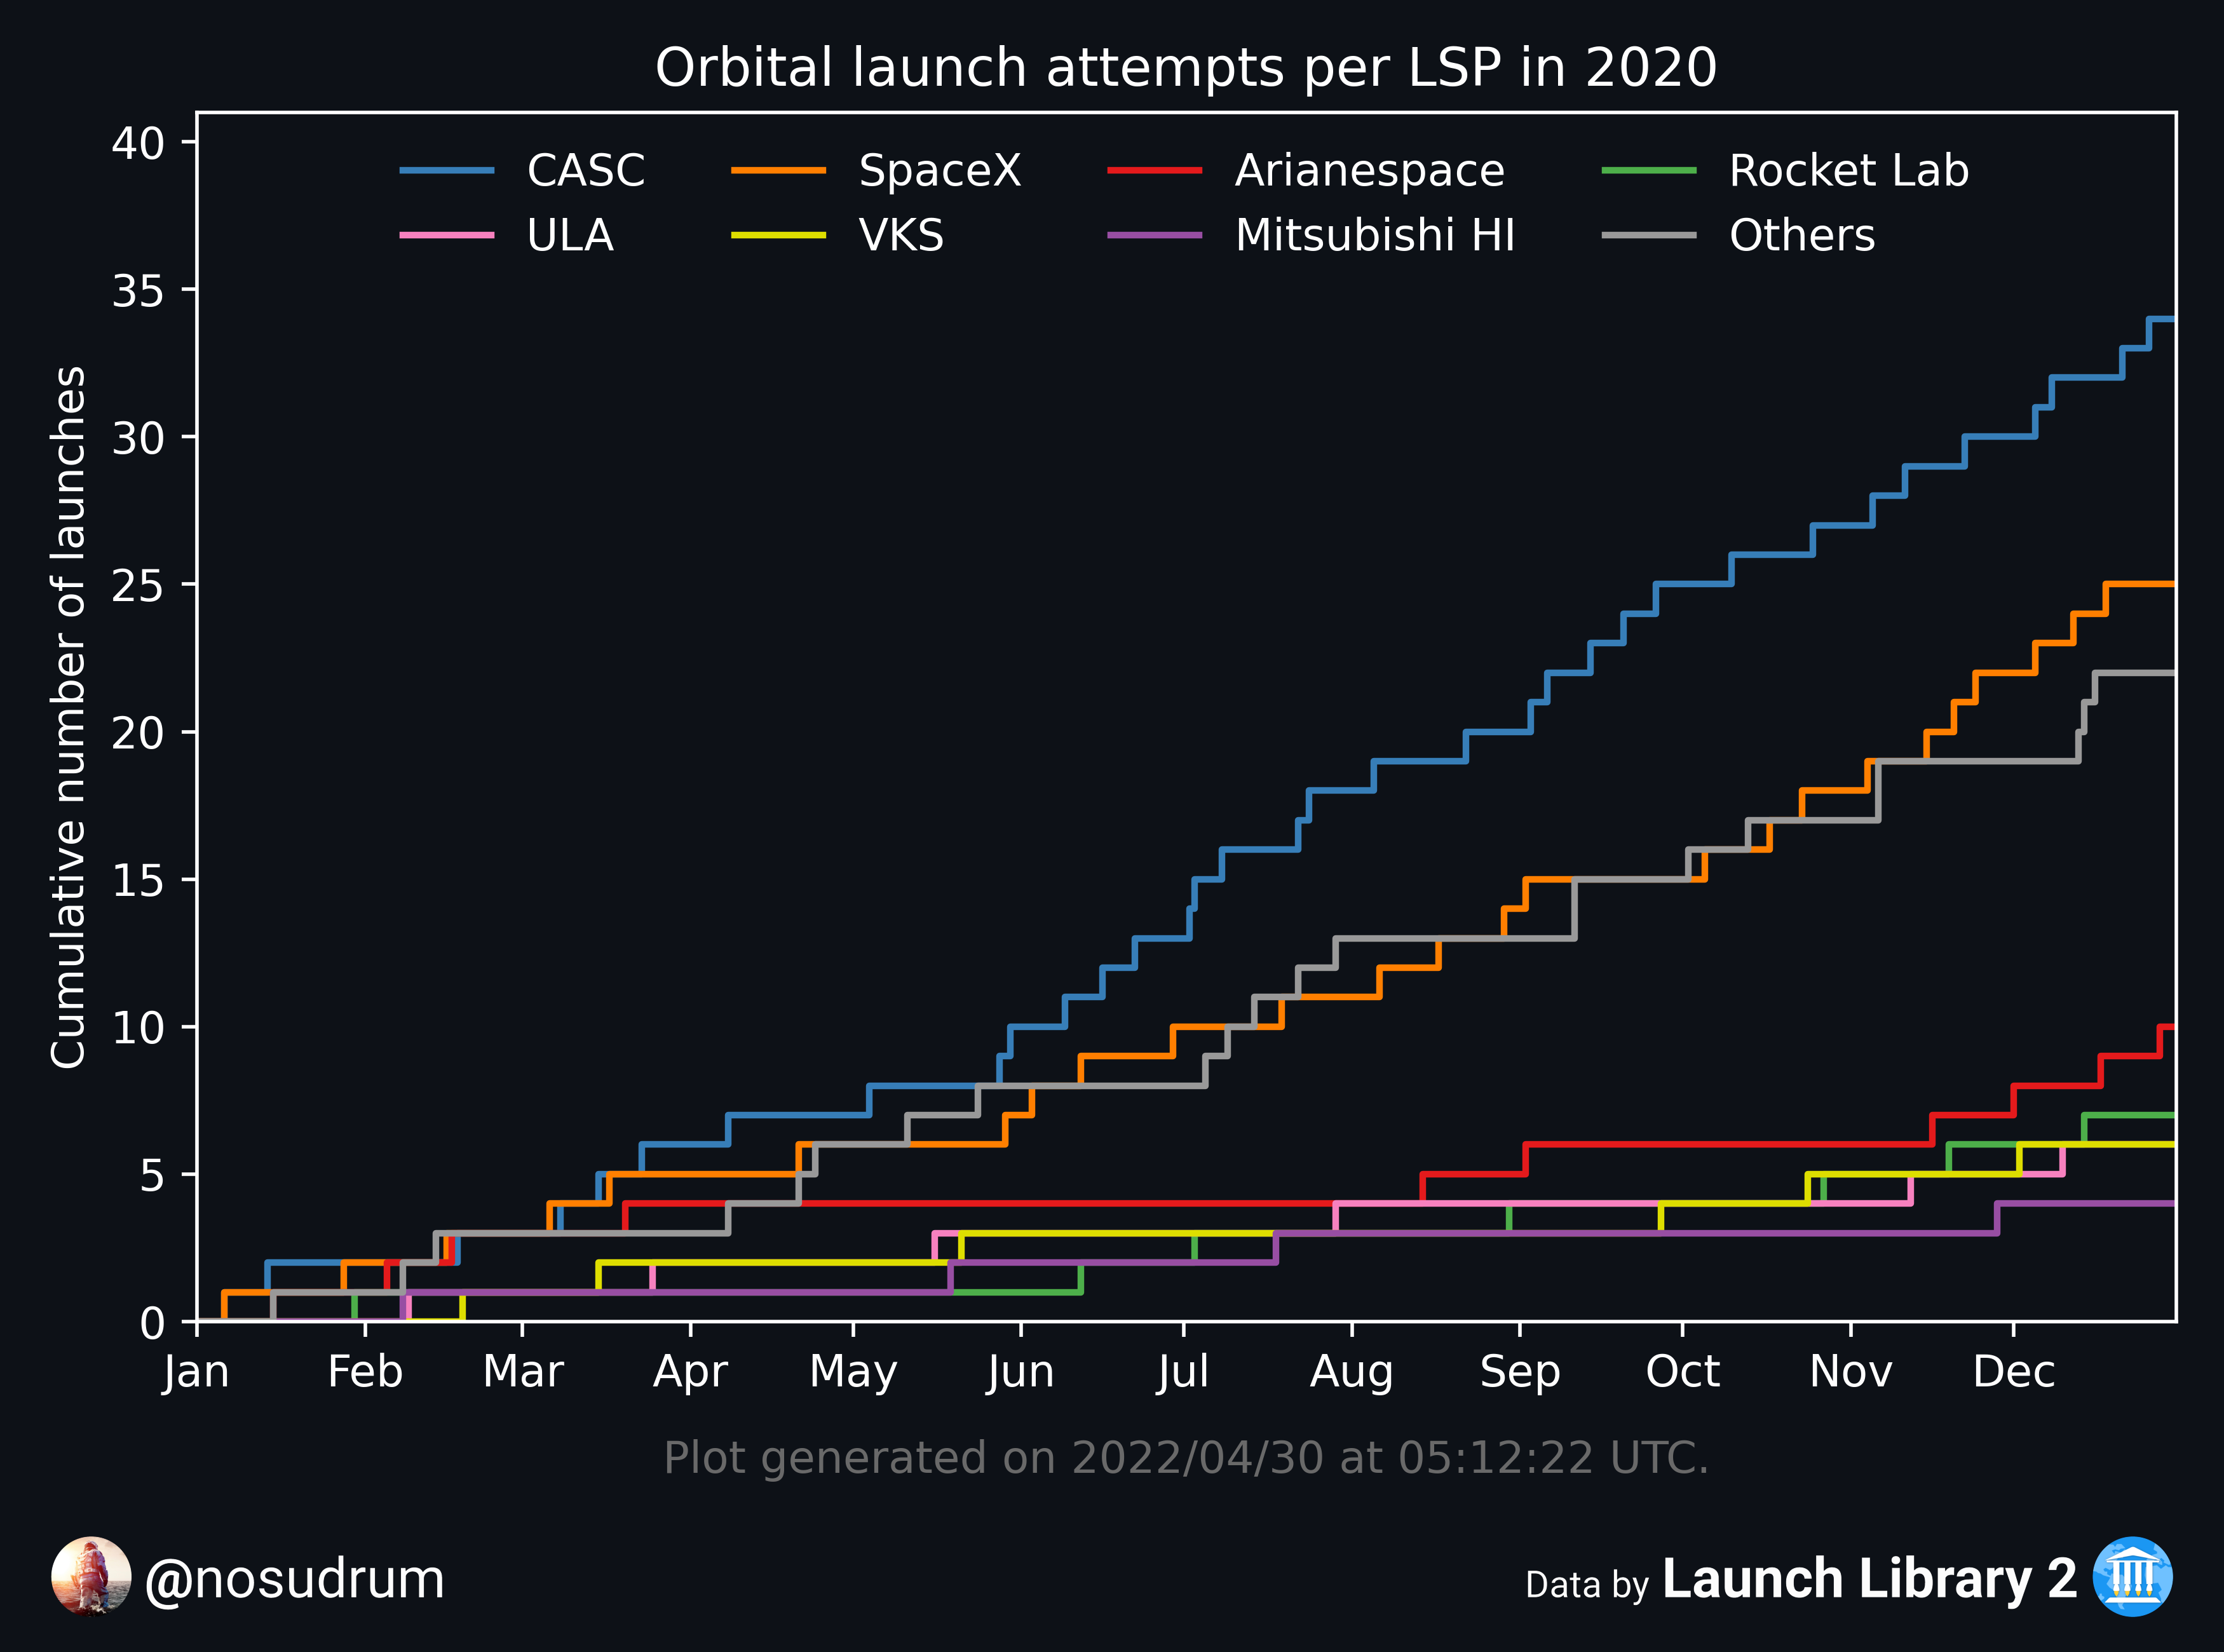 Orbital launch attempts per LSP in 2020
CASC SpaceX Arianespace Rocket Lab
ULA VKS Mitsubishi HI Others
Cumulative number of launches
40
35
30
25
20
15
10
5
0
Jan Feb Mar Apr May Jun Jul Aug Sep Oct Nov Dec
Plot generated on 2022/04/30 at 05:12:22 UTC.
@nosudrum
Data by Launch Library 2